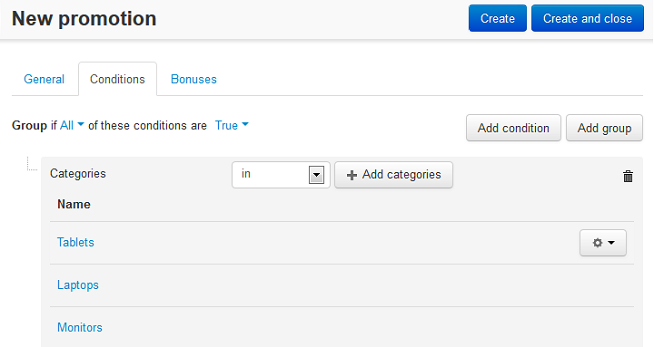 New promotion Create Create and close
General Conditions Bonuses
Group if All of these conditions are True Add condition Add group
Categories in Add categories
Name
Tablets
Laptops
Monitors